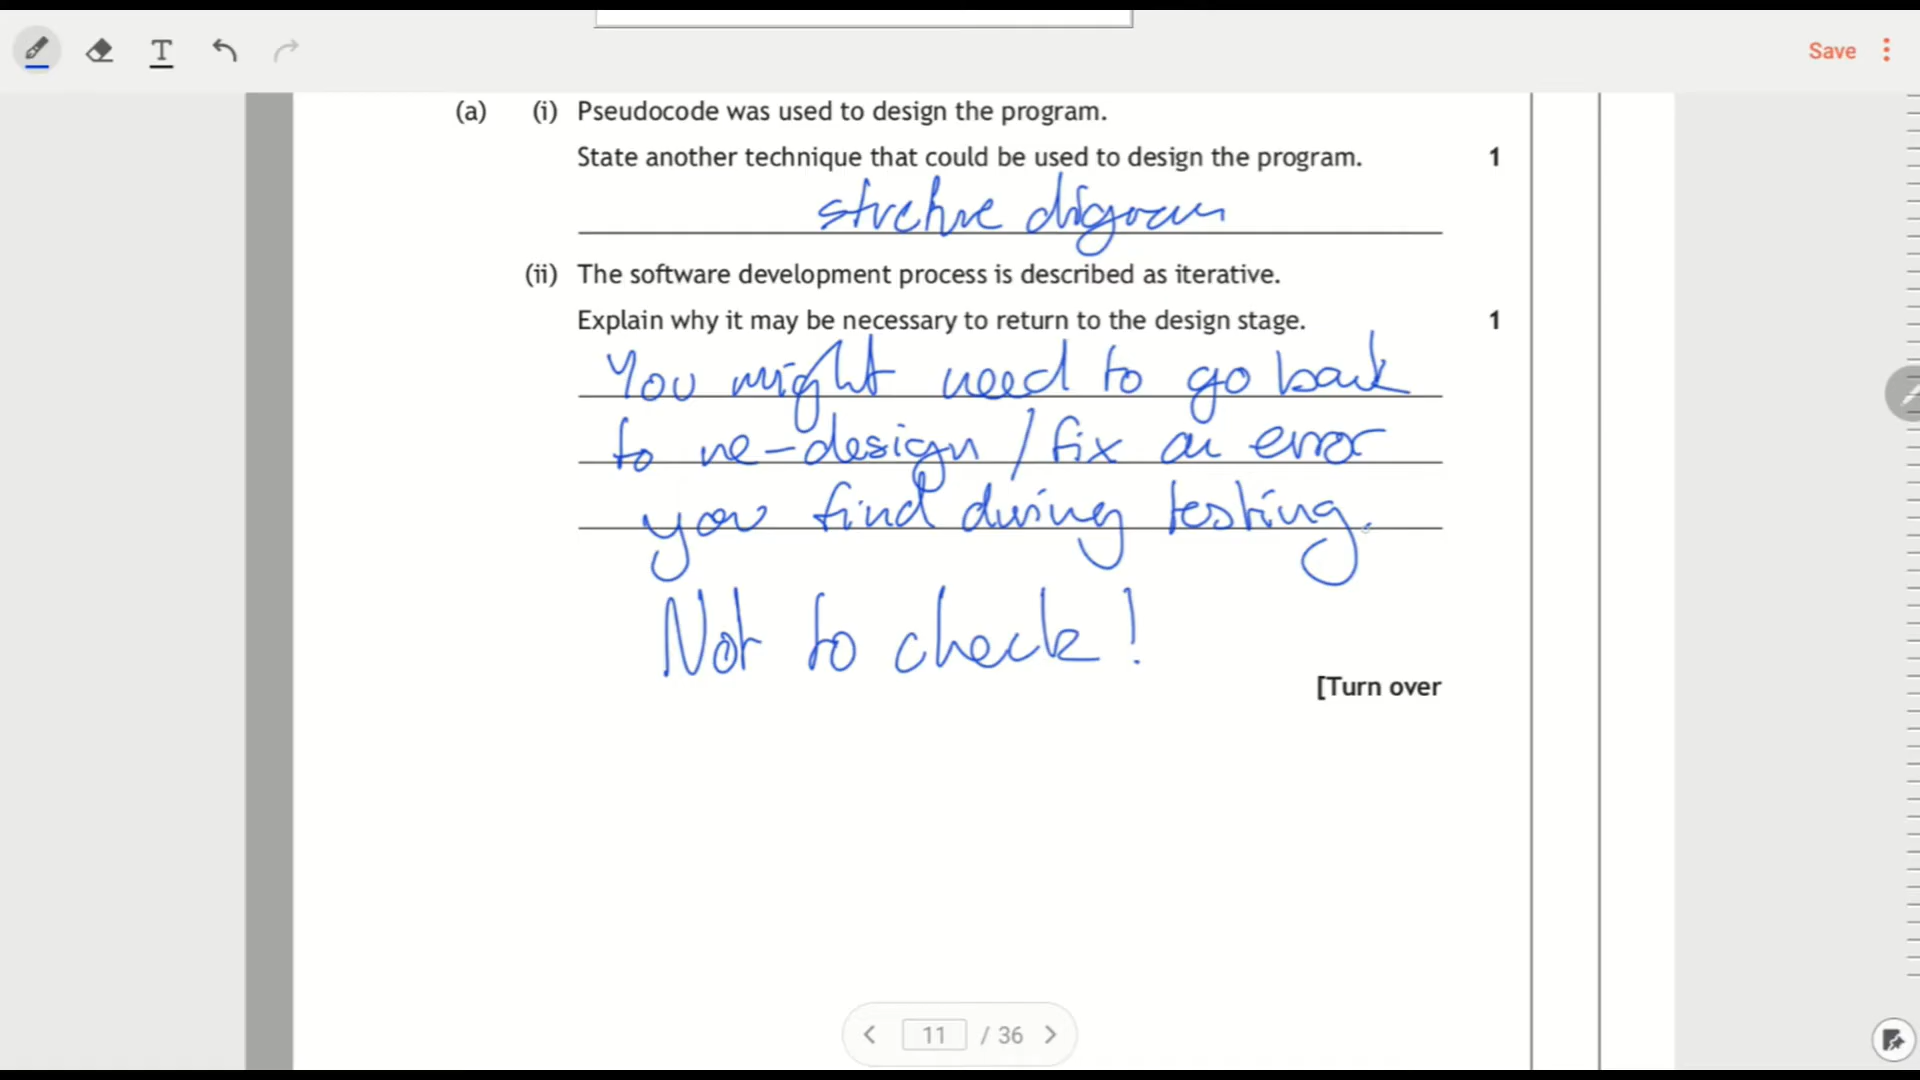 T
Save
(a) (i) Pseudocode was used to design the program.
State another technique that could be used to design the program. 1
structure digram
(ii) The software development process is described as iterative.
Explain why it may be necessary to return to the design stage. 1
You might need to go back
to re-design / fix an error
you find during testing.
Not to check!
[Turn over
11 / 36